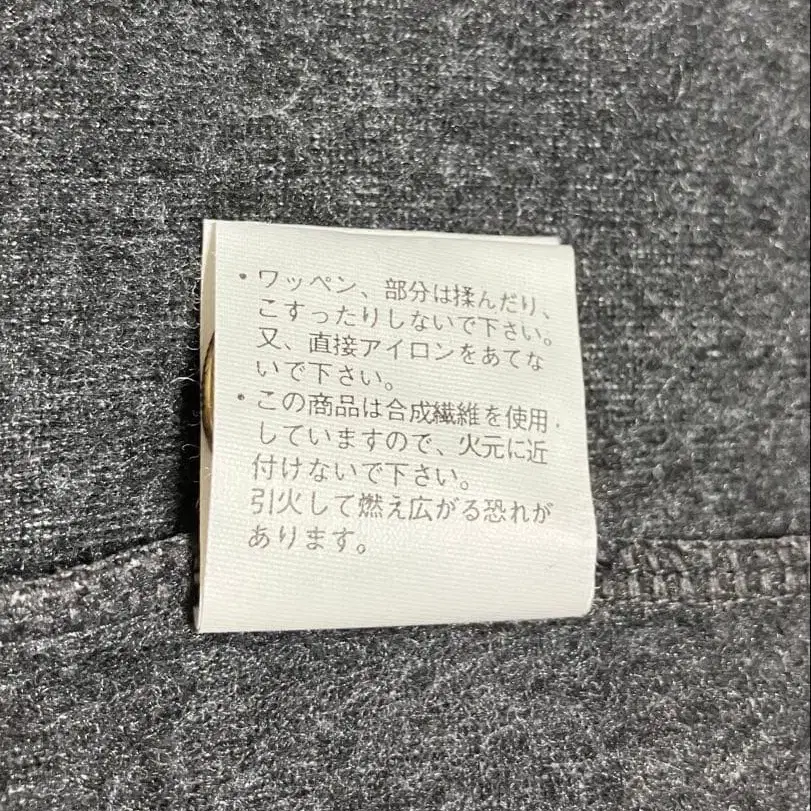 ・ワッペン、部分は揉んだり、
こすったりしないで下さい。
又、直接アイロンをあてな
いで下さい。
・この商品は合成繊維を使用
していますので、火元に近
付けないで下さい。
引火して燃え広がる恐れが
あります。